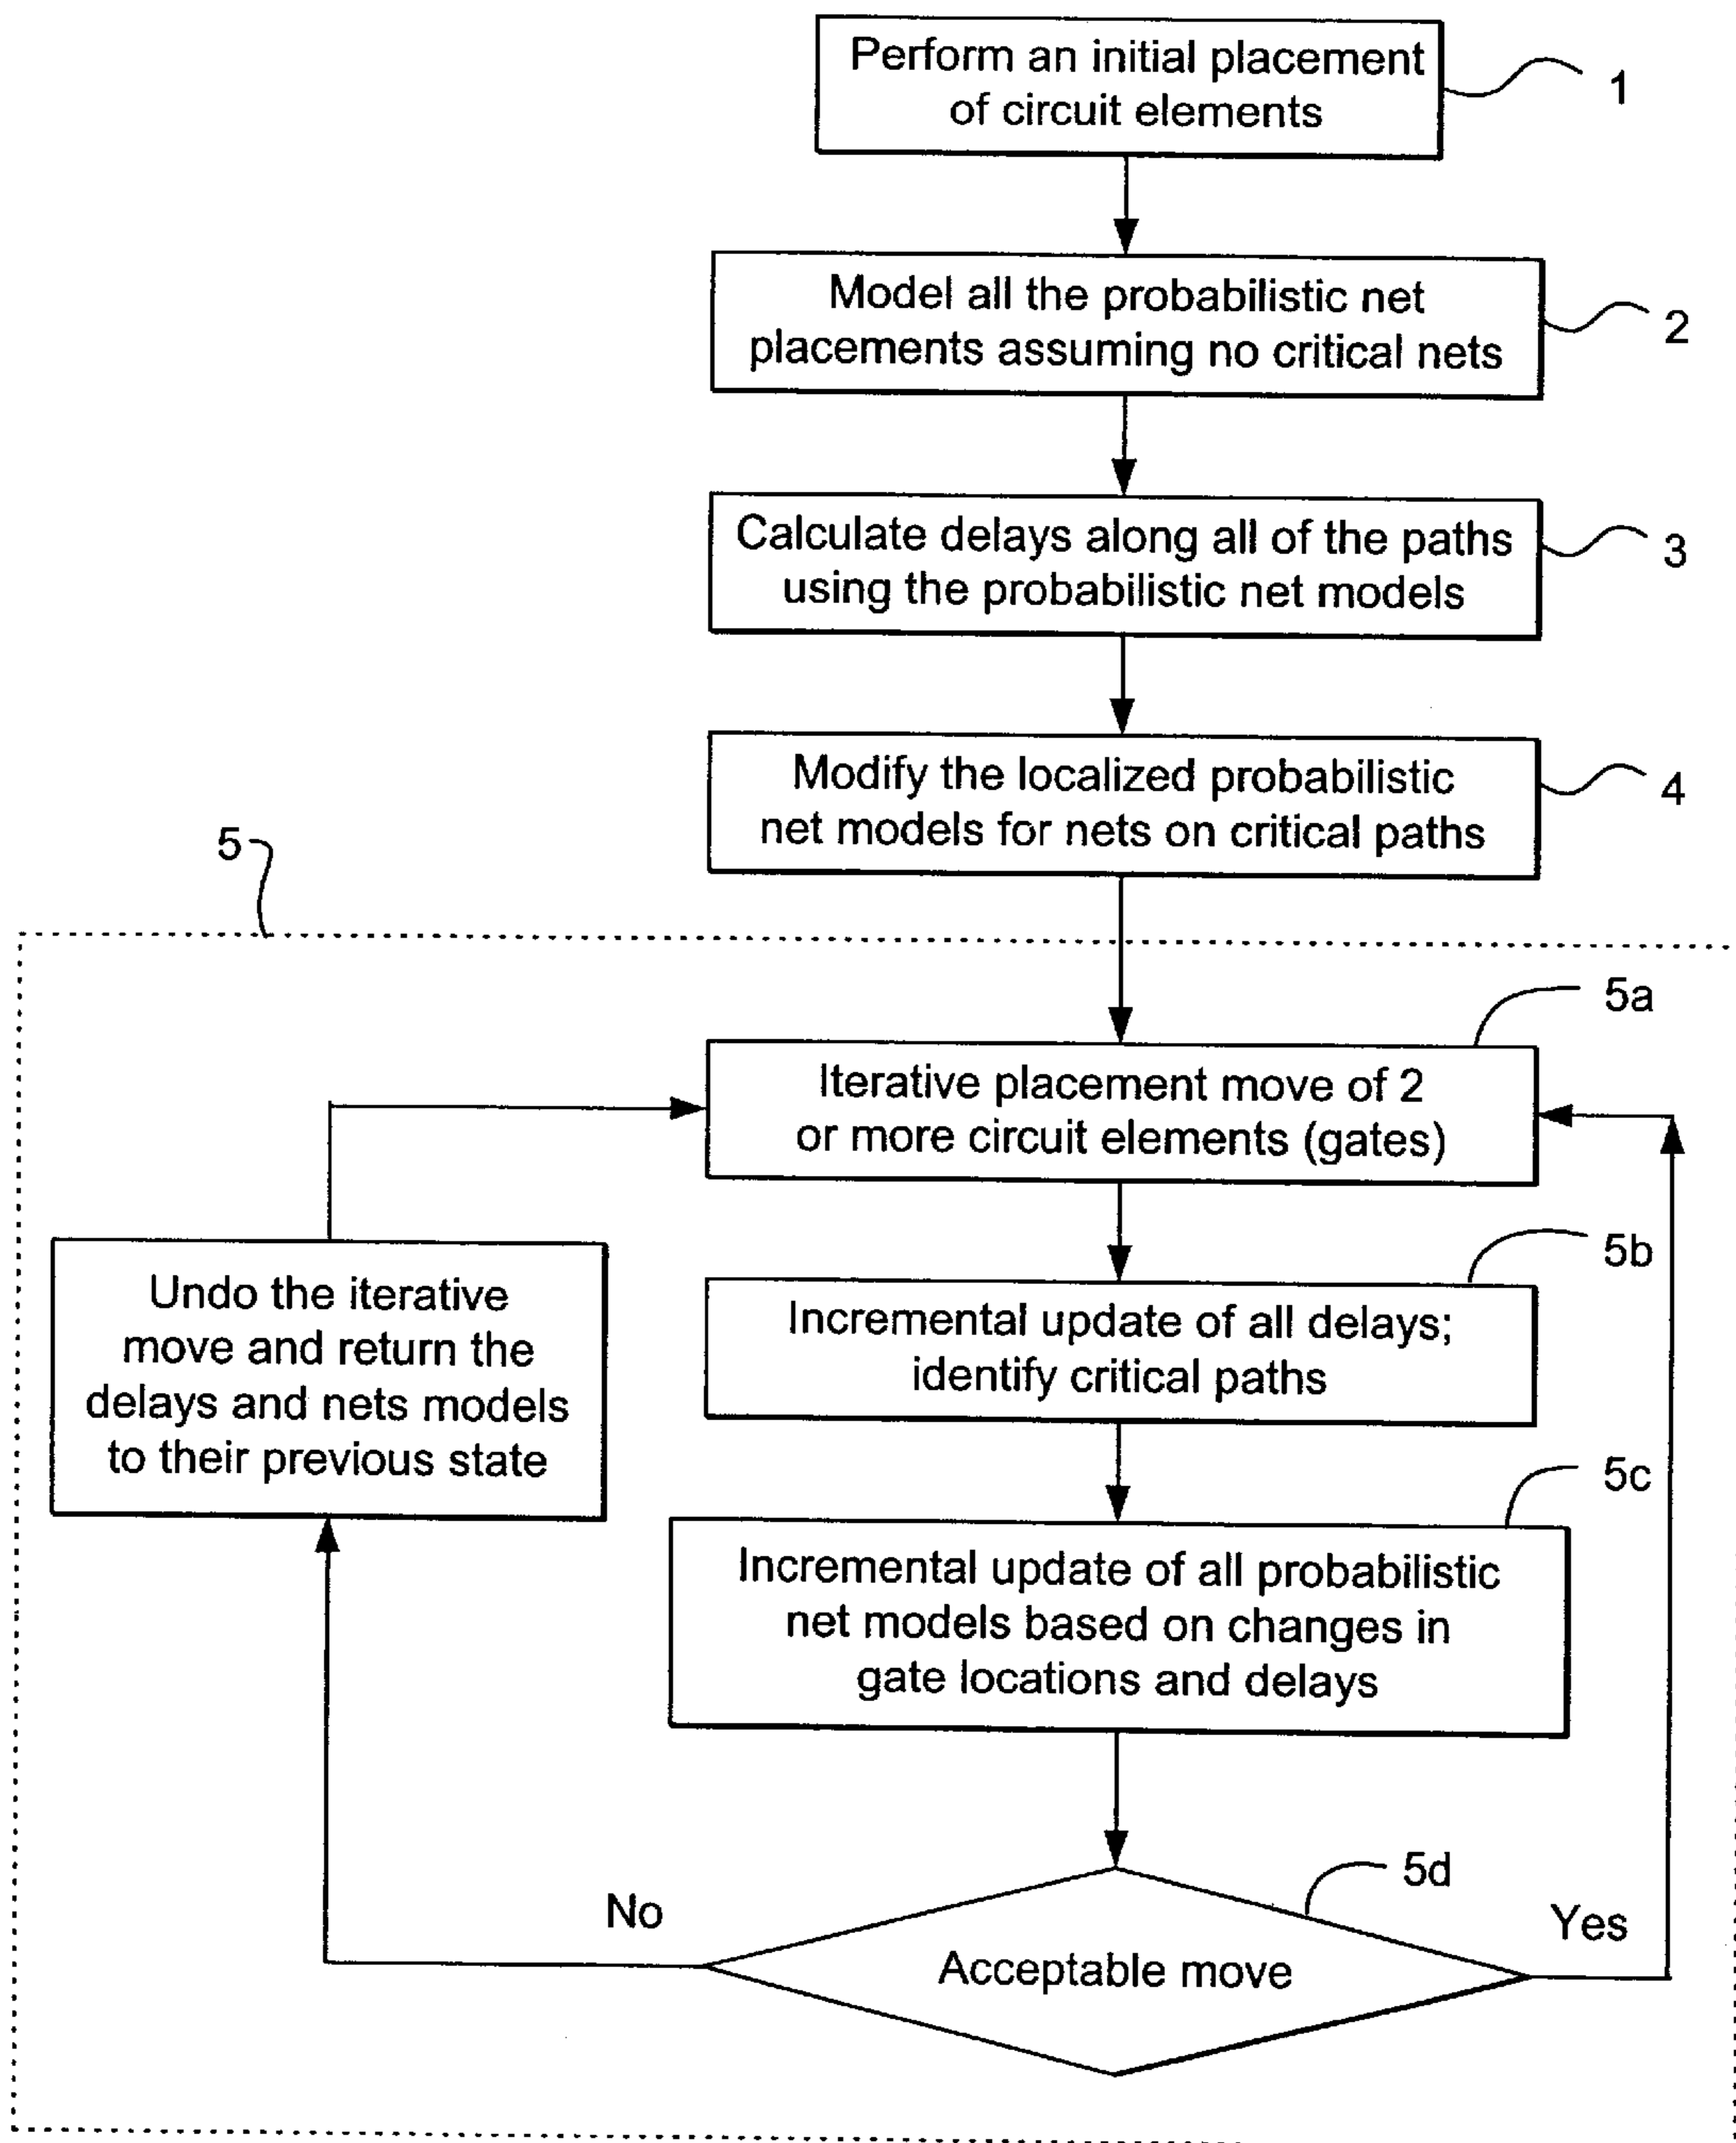 Perform an initial placement
of circuit elements
1
Model all the probabilistic net
placements assuming no critical nets
2
Calculate delays along all of the paths
using the probabilistic net models
3
Modify the localized probabilistic
net models for nets on critical paths
4
5
5a
Iterative placement move of 2
or more circuit elements (gates)
5b
Incremental update of all delays;
identify critical paths
Undo the iterative
move and return the
delays and nets models
to their previous state
5c
Incremental update of all probabilistic
net models based on changes in
gate locations and delays
5d
No
Yes
Acceptable move